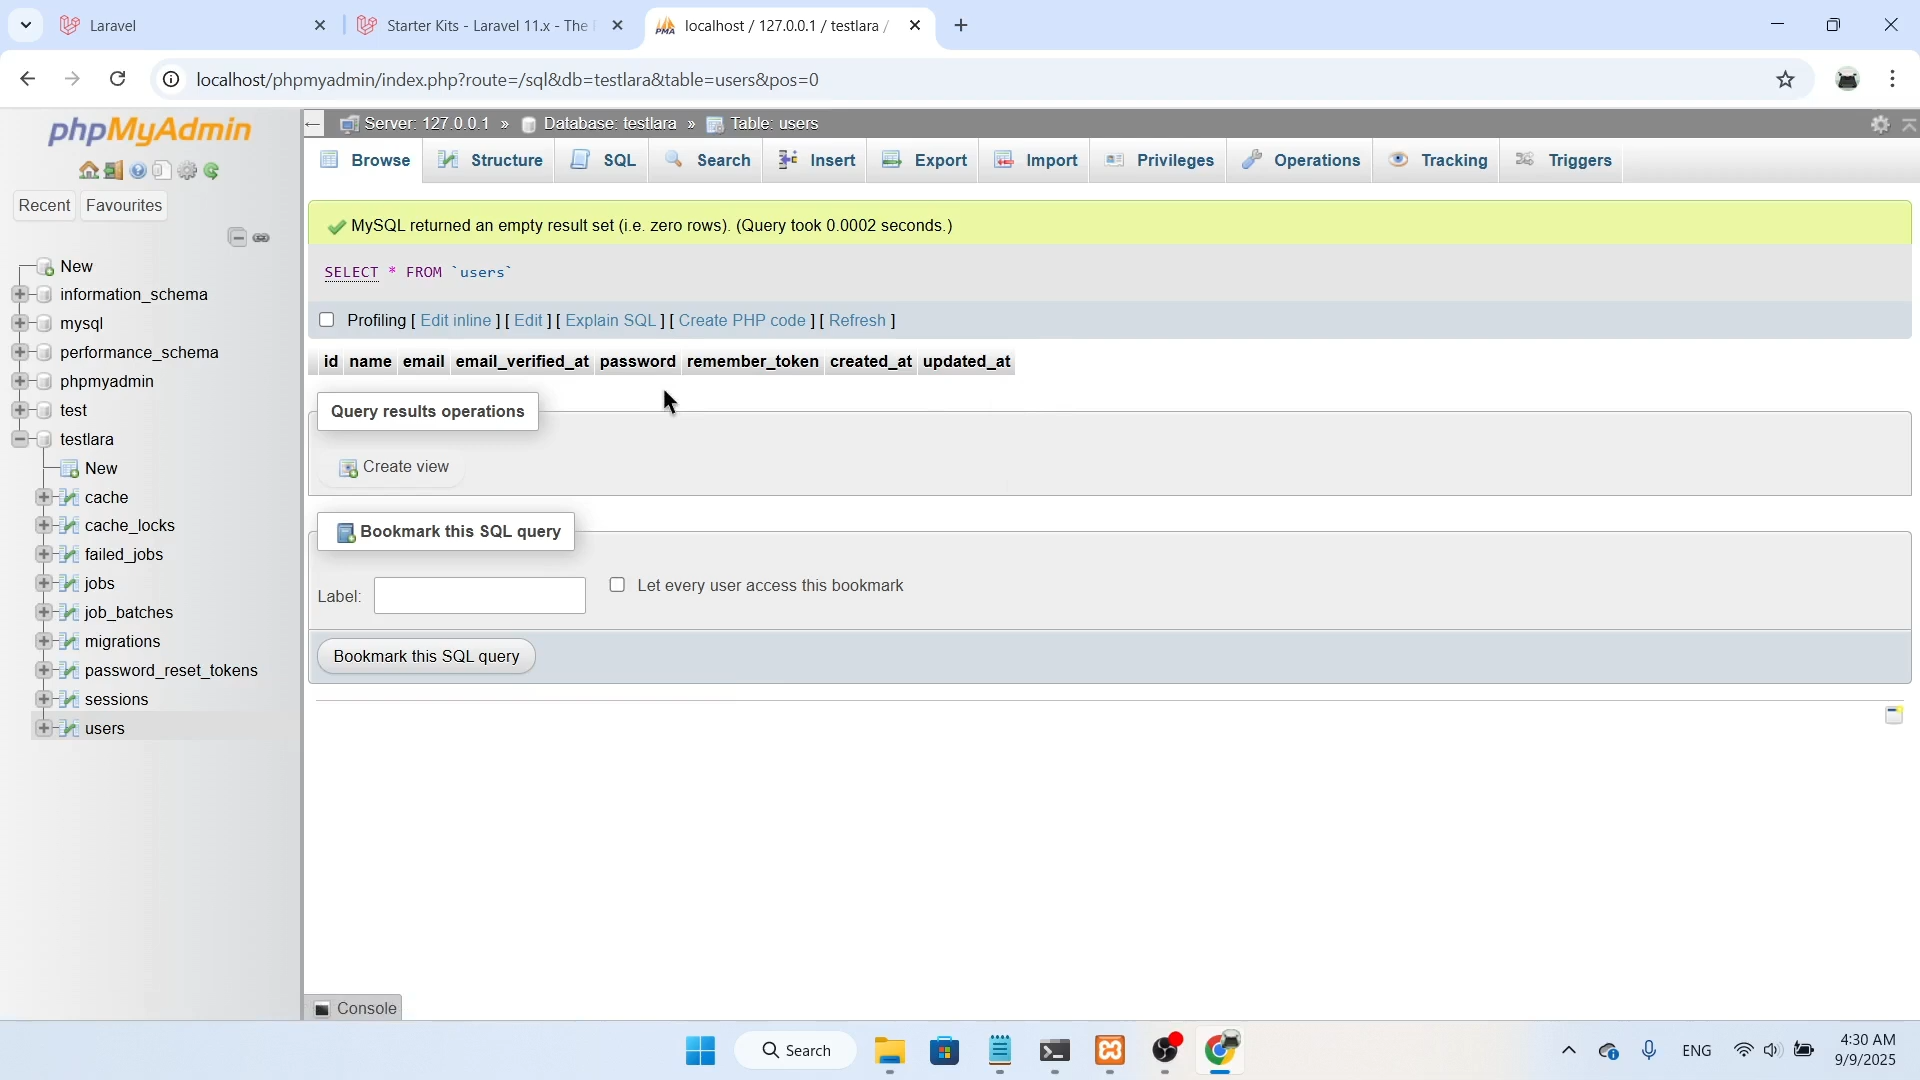 Laravel
Starter Kits - Laravel 11.x - The
localhost / 127.0.0.1 / testlara /
localhost/phpmyadmin/index.php?route=/sql&db=testlara&table=users&pos=0
phpMyAdmin
Recent
Favourites
New
information_schema
mysql
performance_schema
phpmyadmin
test
testlara
New
cache
cache_locks
failed_jobs
jobs
job_batches
migrations
password_reset_tokens
sessions
users
Server: 127.0.0.1 » Database: testlara » Table: users
Browse
Structure
SQL
Search
Insert
Export
Import
Privileges
Operations
Tracking
Triggers
MySQL returned an empty result set (i.e. zero rows). (Query took 0.0002 seconds.)
SELECT * FROM `users`
Profiling [ Edit inline ] [ Edit ] [ Explain SQL ] [ Create PHP code ] [ Refresh ]
id name email email_verified_at password remember_token created_at updated_at
Query results operations
Create view
Bookmark this SQL query
Label:
Let every user access this bookmark
Bookmark this SQL query
Console
Search
ENG
4:30 AM
9/9/2025